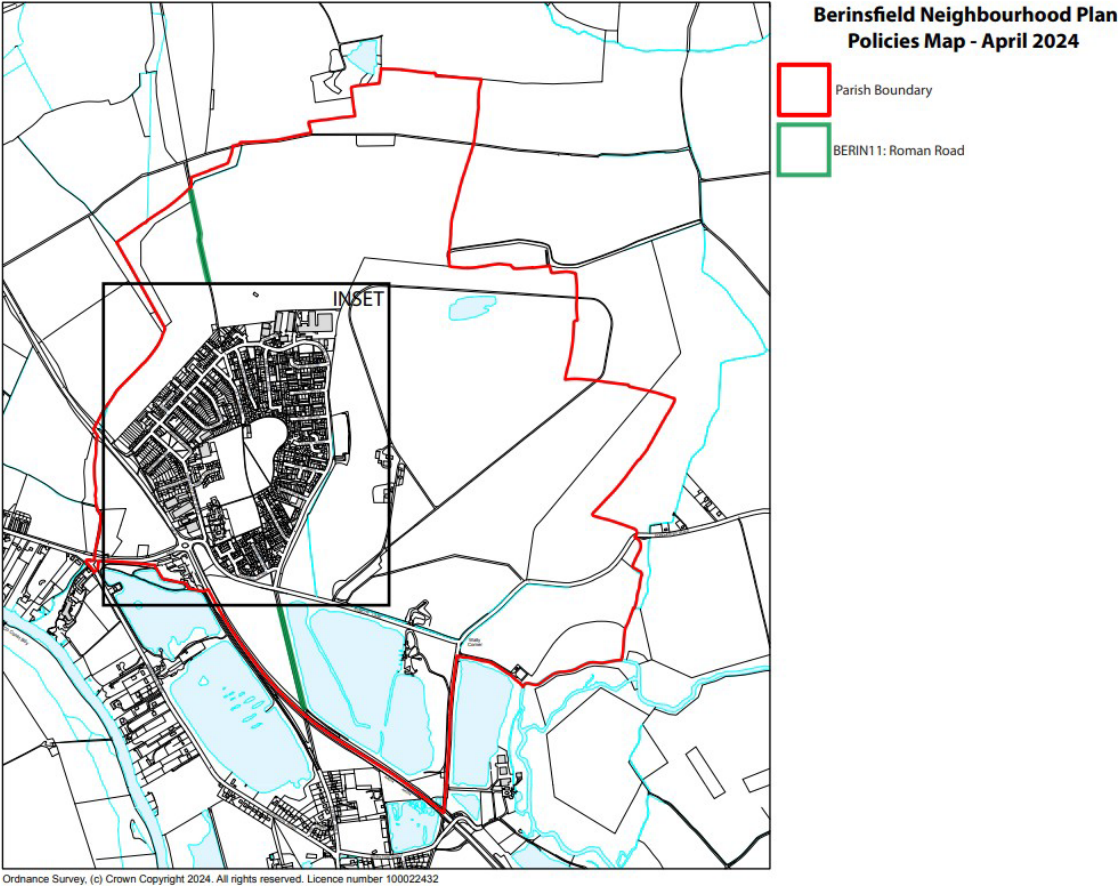 Berinsfield Neighbourhood Plan
Policies Map - April 2024
Parish Boundary
BERIN11: Roman Road
INSET
Ordnance Survey, (c) Crown Copyright 2024. All rights reserved. Licence number 100022432